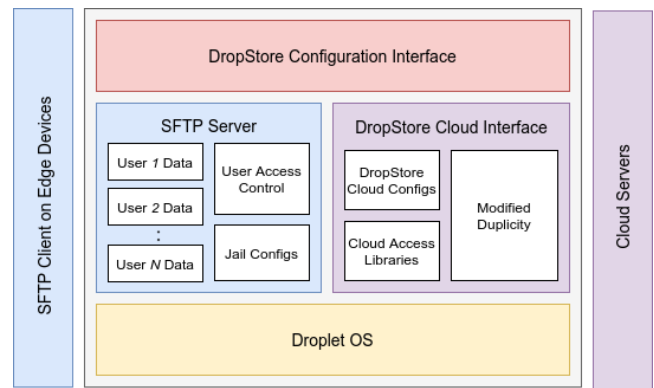 SFTP Client on Edge Devices
DropStore Configuration Interface
SFTP Server
User 1 Data
User 2 Data
⋮
User N Data
User Access
Control
Jail Configs
DropStore Cloud Interface
DropStore
Cloud Configs
Cloud Access
Libraries
Modified
Duplicity
Droplet OS
Cloud Servers